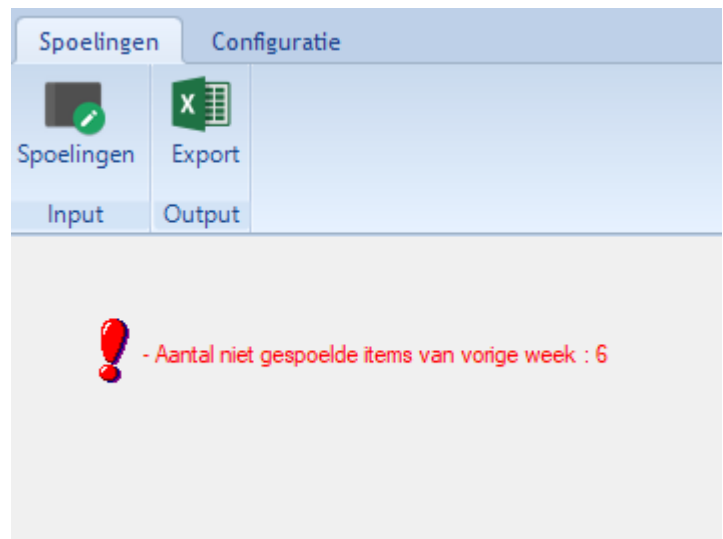 Spoelingen Configuratie
Spoelingen Export
Input Output
- Aantal niet gespoelde items van vorige week : 6